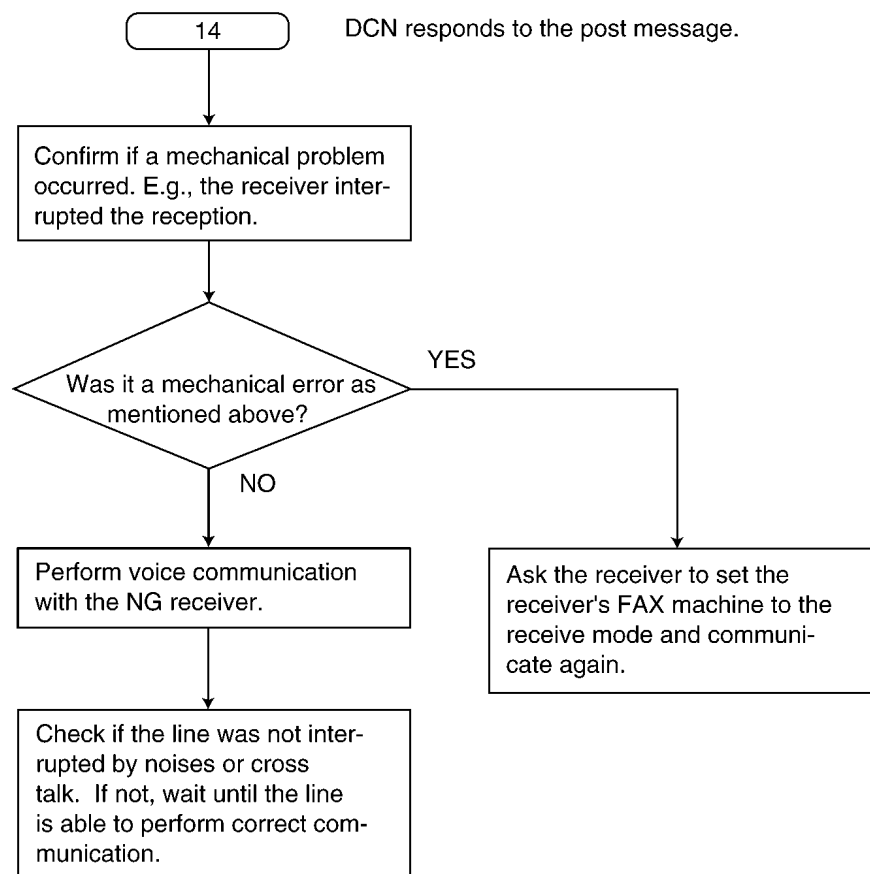 14
DCN responds to the post message.
Confirm if a mechanical problem
occurred. E.g., the receiver inter-
rupted the reception.
Was it a mechanical error as
mentioned above?
YES
NO
Perform voice communication
with the NG receiver.
Ask the receiver to set the
receiver's FAX machine to the
receive mode and communi-
cate again.
Check if the line was not inter-
rupted by noises or cross
talk.  If not, wait until the line
is able to perform correct com-
munication.